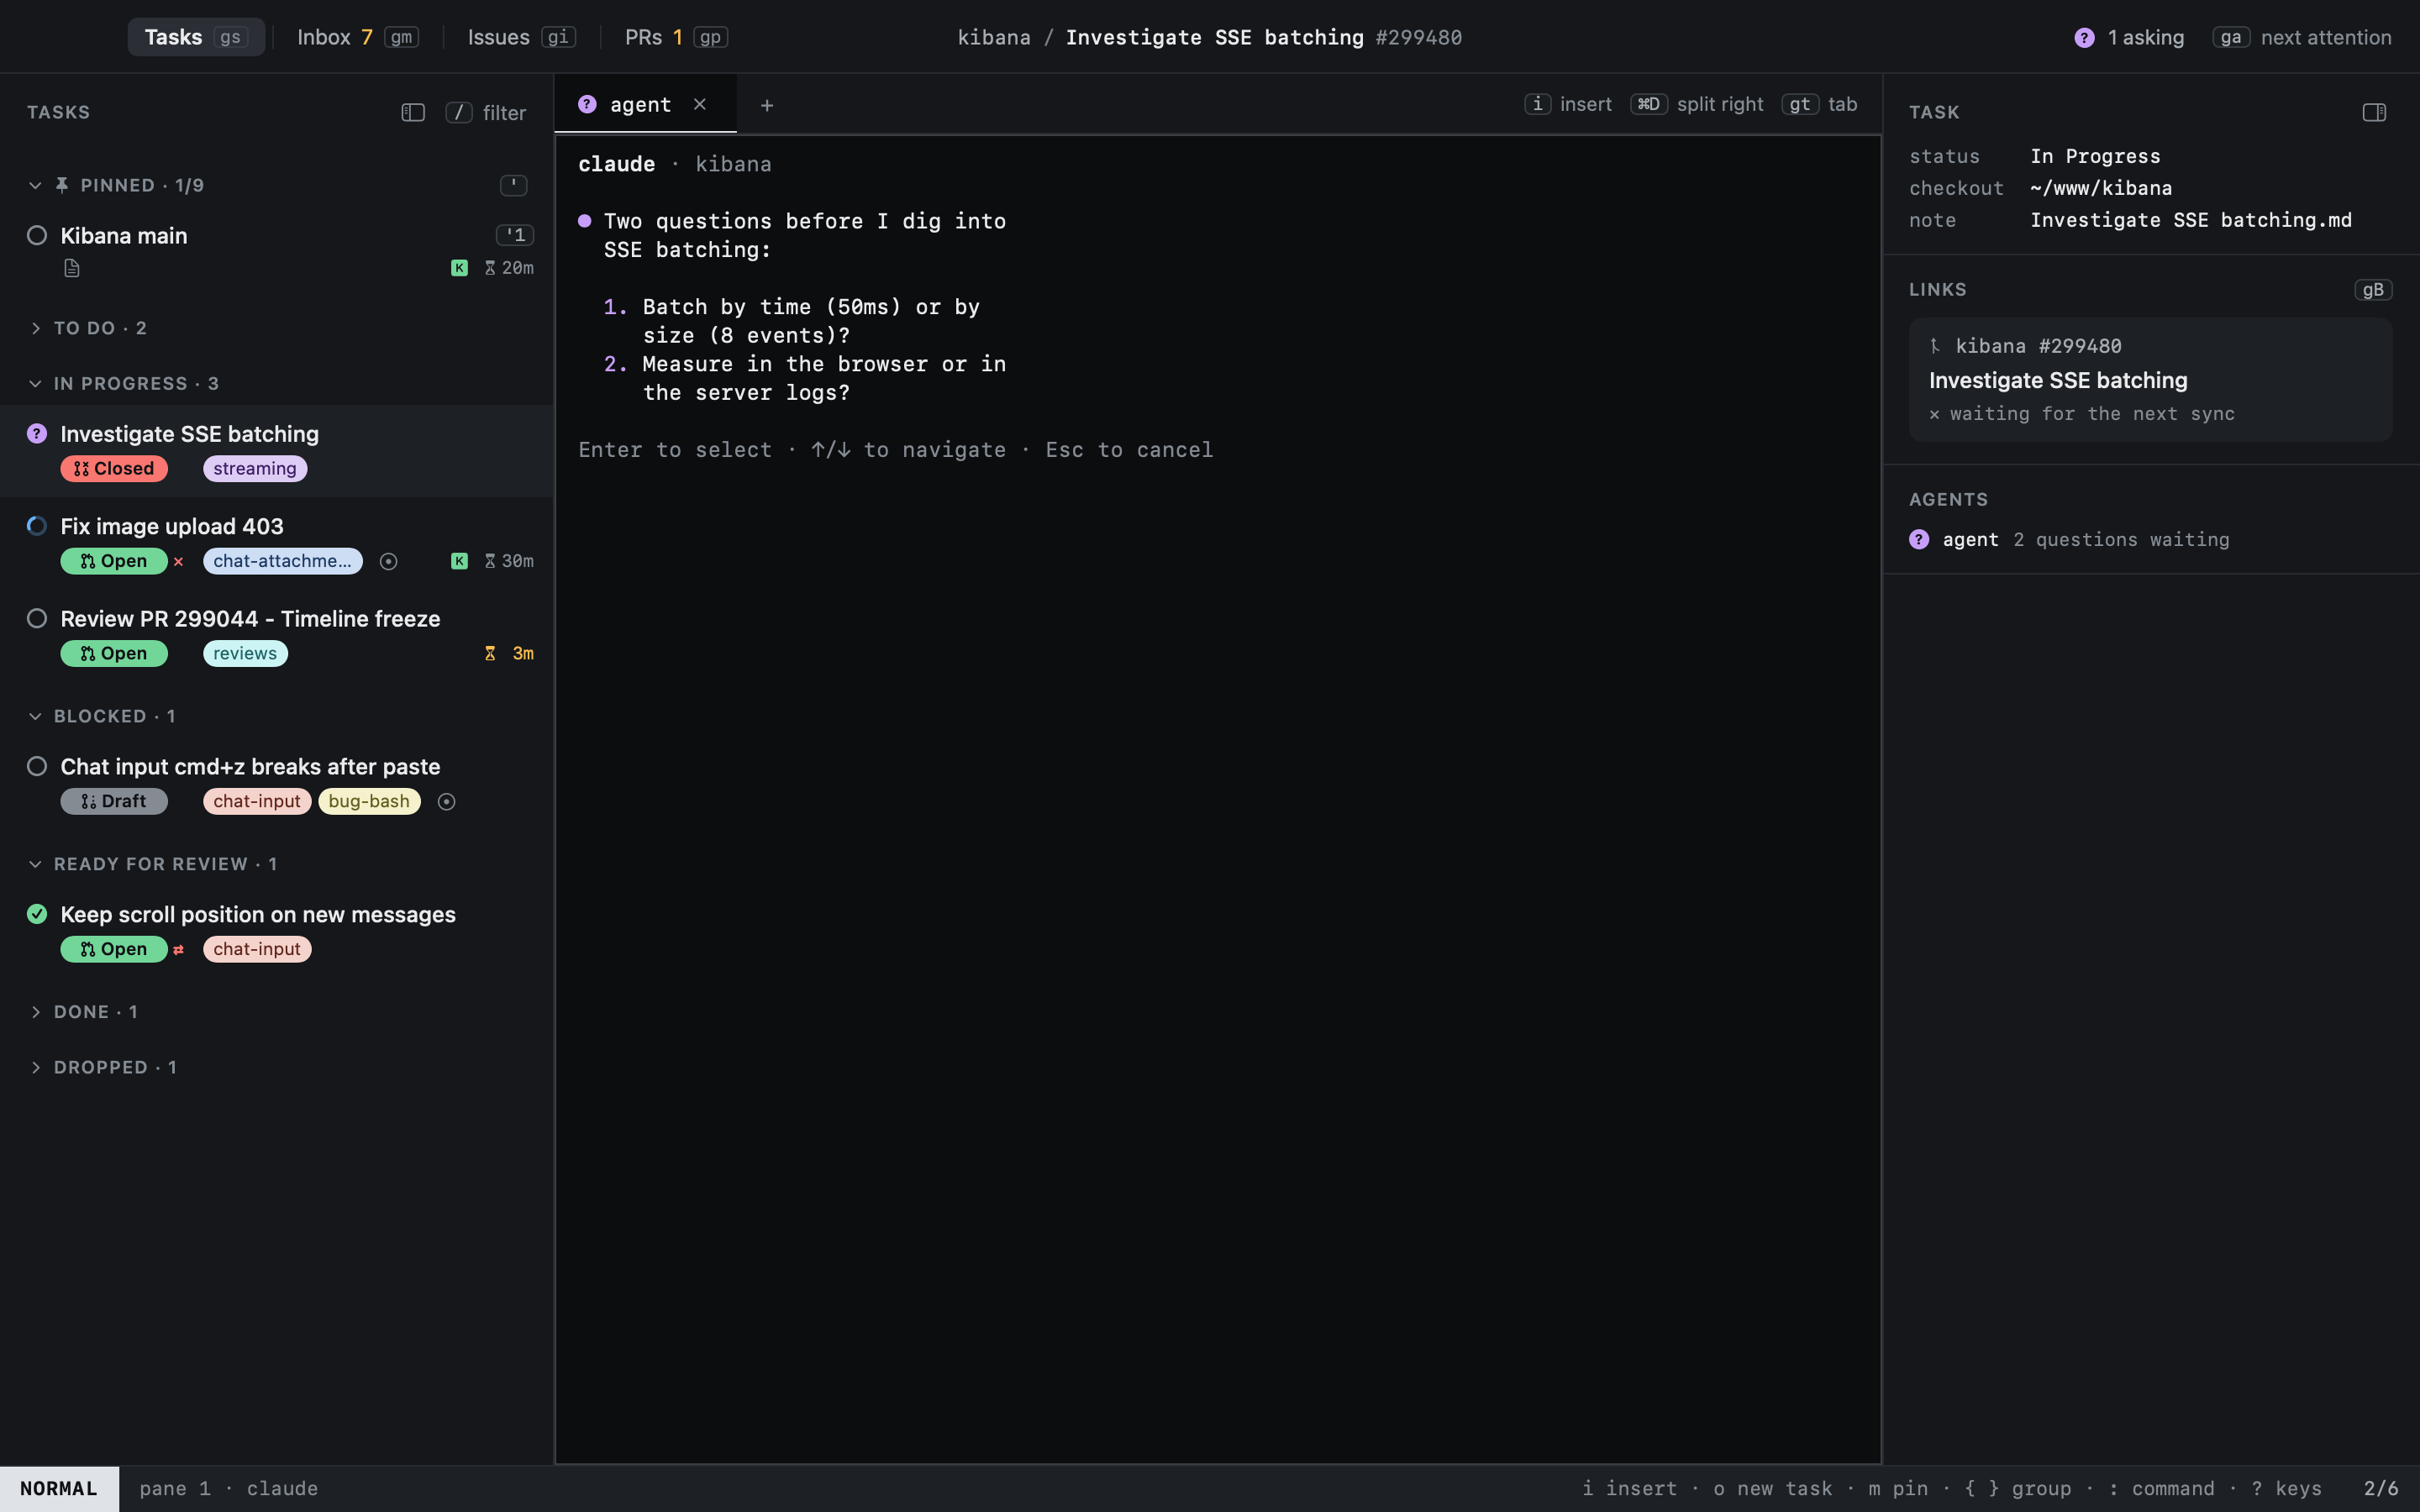 Tasks gs Inbox 7 gm Issues gi PRs 1 gp
kibana / Investigate SSE batching #299480
? 1 asking ga next attention
TASKS / filter
PINNED · 1/9 '
Kibana main '1
K 20m
TO DO · 2
IN PROGRESS · 3
? Investigate SSE batching
Closed streaming
Fix image upload 403
Open × chat-attachme... K 30m
Review PR 299044 - Timeline freeze
Open reviews 3m
BLOCKED · 1
Chat input cmd+z breaks after paste
Draft chat-input bug-bash
READY FOR REVIEW · 1
Keep scroll position on new messages
Open ⇄ chat-input
DONE · 1
DROPPED · 1
? agent × +
i insert ⌘D split right gt tab
claude · kibana
Two questions before I dig into
SSE batching:
1. Batch by time (50ms) or by
size (8 events)?
2. Measure in the browser or in
the server logs?
Enter to select · ↑/↓ to navigate · Esc to cancel
TASK
status In Progress
checkout ~/www/kibana
note Investigate SSE batching.md
LINKS gB
kibana #299480
Investigate SSE batching
× waiting for the next sync
AGENTS
? agent 2 questions waiting
NORMAL pane 1 · claude
i insert · o new task · m pin · { } group · : command · ? keys 2/6